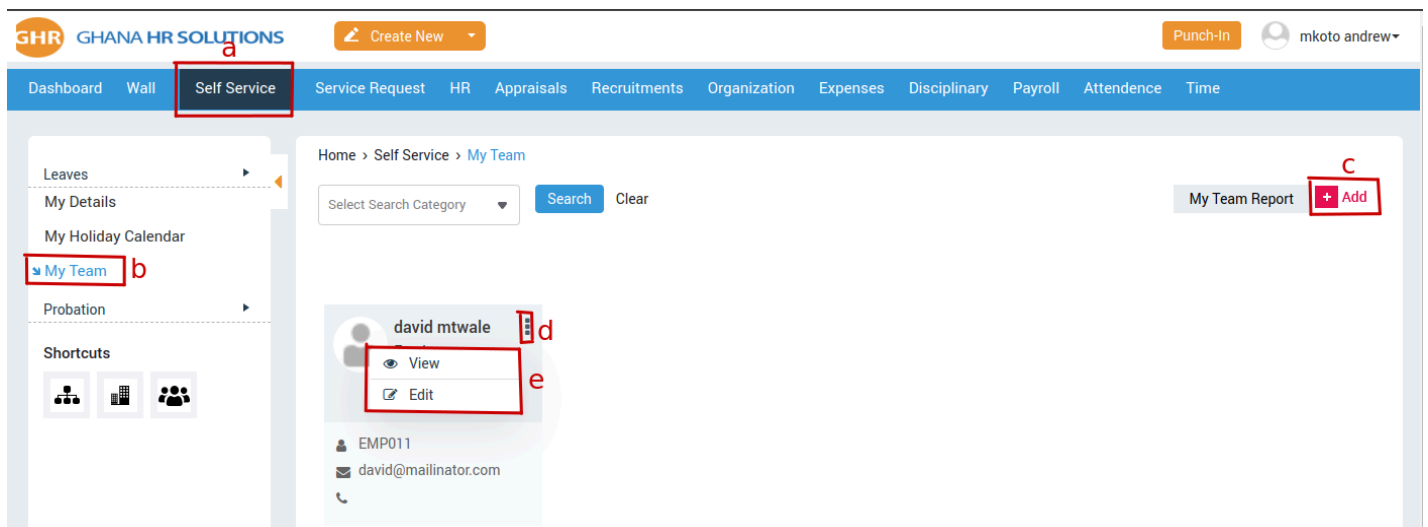 GHR GHANA HR SOLUTIONS
Create New
Punch-In
mkoto andrew
a
Dashboard Wall Self Service Service Request HR Appraisals Recruitments Organization Expenses Disciplinary Payroll Attendence Time
Leaves
My Details
My Holiday Calendar
My Team b
Probation
Shortcuts
Home › Self Service › My Team
Select Search Category Search Clear
c
My Team Report + Add
david mtwale d
View
Edit
e
EMP011
david@mailinator.com